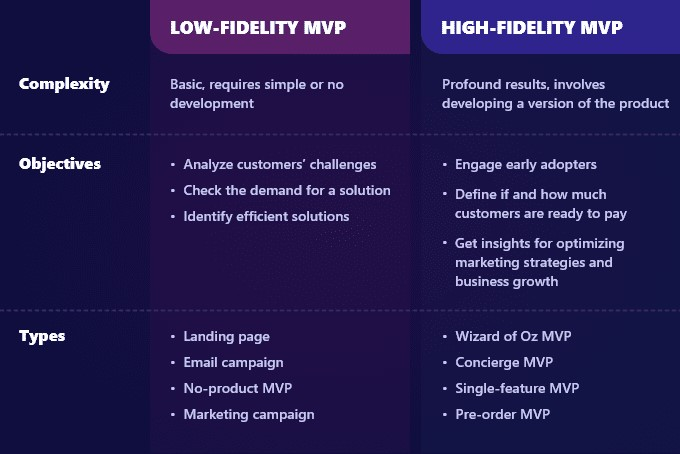 LOW-FIDELITY MVP
HIGH-FIDELITY MVP
Complexity
Basic, requires simple or no
development
Profound results, involves
developing a version of the product
Objectives
• Analyze customers’ challenges
• Check the demand for a solution
• Identify efficient solutions
• Engage early adopters
• Define if and how much
customers are ready to pay
• Get insights for optimizing
marketing strategies and
business growth
Types
• Landing page
• Email campaign
• No-product MVP
• Marketing campaign
• Wizard of Oz MVP
• Concierge MVP
• Single-feature MVP
• Pre-order MVP